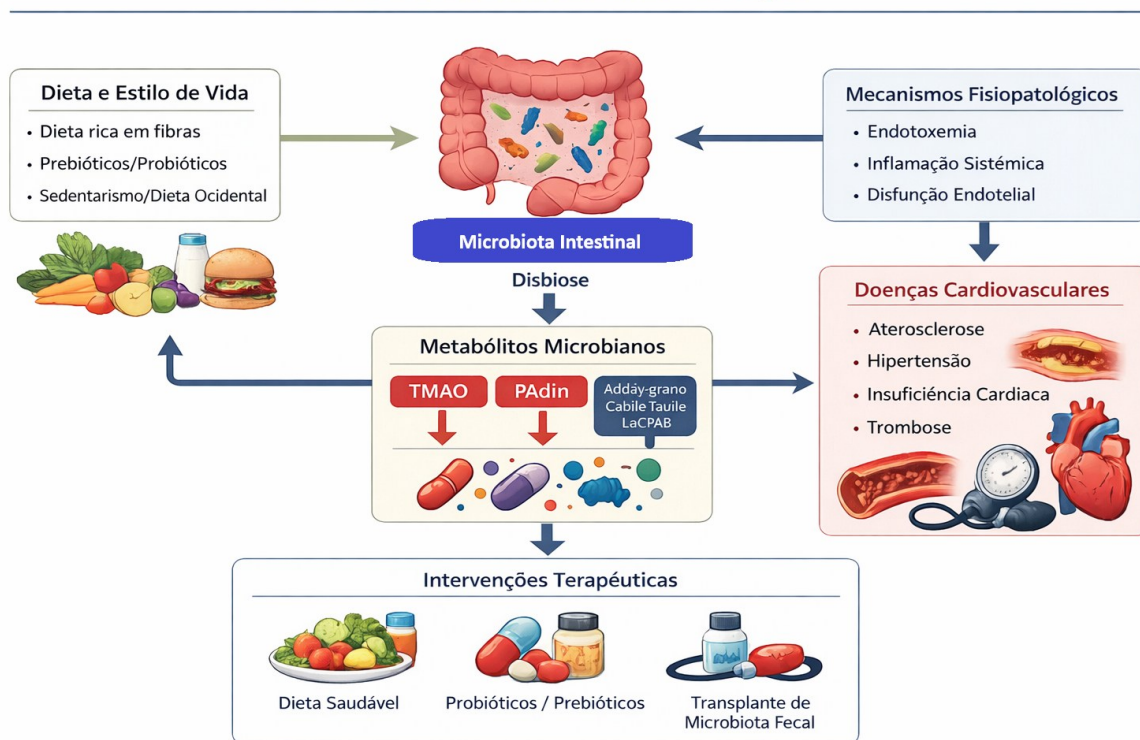 Dieta e Estilo de Vida
• Dieta rica em fibras
• Prebióticos/Probióticos
• Sedentarismo/Dieta Ocidental
Microbiota Intestinal
Disbiose
Mecanismos Fisiopatológicos
• Endotoxemia
• Inflamação Sistémica
• Disfunção Endotelial
Metabólitos Microbianos
TMAO
PAdin
Addáy-grano
Cabile Tauile
LaCPAB
Doenças Cardiovasculares
• Aterosclerose
• Hipertensão
• Insuficiéncia Cardiaca
• Trombose
Intervenções Terapéuticas
Dieta Saudável
Probióticos / Prebióticos
Transplante de
Microbiota Fecal